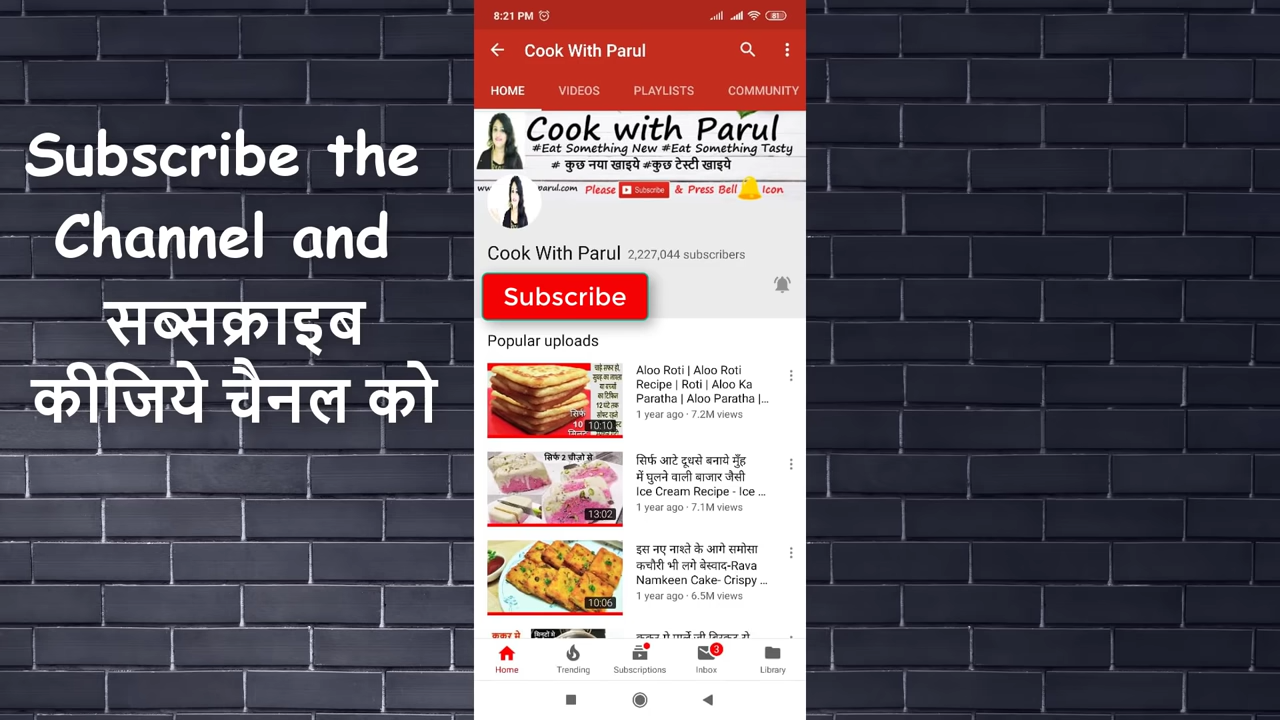 Subscribe the
Channel and
सब्सक्राइब
कीजिये चैनल को
8:21 PM
81
Cook With Parul
HOME VIDEOS PLAYLISTS COMMUNITY
Cook with Parul
#Eat Something New #Eat Something Tasty
# कुछ नया खाइये #कुछ टेस्टी खाइये
Please Subscribe & Press Bell Icon
Cook With Parul 2,227,044 subscribers
Subscribe
Popular uploads
Aloo Roti | Aloo Roti
Recipe | Roti | Aloo Ka
Paratha | Aloo Paratha |...
1 year ago · 7.2M views
सिर्फ
10
10:10
सिर्फ आटे दूधसे बनाये मुँह
में घुलने वाली बाजार जैसी
Ice Cream Recipe - Ice ...
1 year ago · 7.1M views
सिर्फ 2 चीज़ो से
13:02
इस नए नाश्ते के आगे समोसा
कचौरी भी लगे बेस्वाद-Rava
Namkeen Cake- Crispy ...
1 year ago · 6.5M views
10:06
Home Trending Subscriptions Inbox Library
3